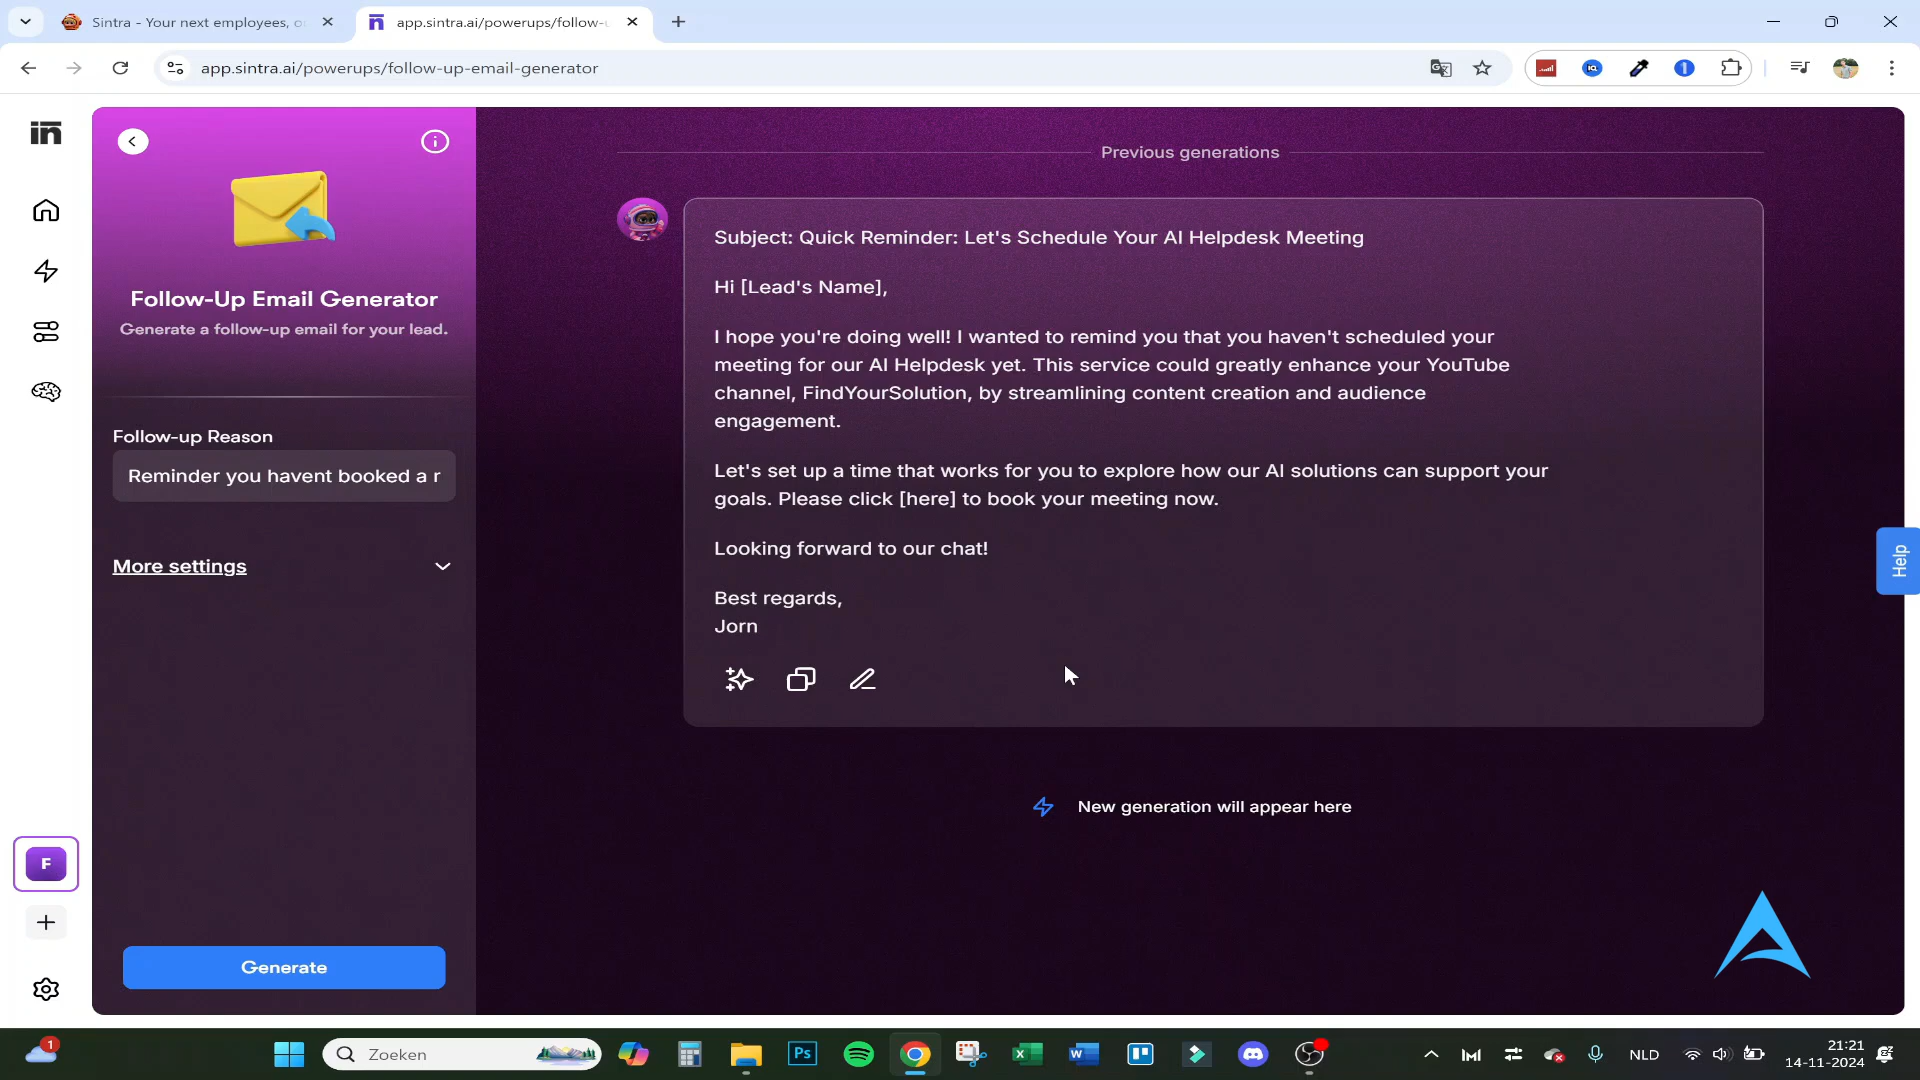 Sintra - Your next employees, o
app.sintra.ai/powerups/follow-u
app.sintra.ai/powerups/follow-up-email-generator
Follow-Up Email Generator
Generate a follow-up email for your lead.
Follow-up Reason
Reminder you havent booked a r
More settings
Generate
Previous generations
Subject: Quick Reminder: Let's Schedule Your AI Helpdesk Meeting
Hi [Lead's Name],
I hope you're doing well! I wanted to remind you that you haven't scheduled your
meeting for our AI Helpdesk yet. This service could greatly enhance your YouTube
channel, FindYourSolution, by streamlining content creation and audience
engagement.
Let's set up a time that works for you to explore how our AI solutions can support your
goals. Please click [here] to book your meeting now.
Looking forward to our chat!
Best regards,
Jorn
New generation will appear here
Help
F
1
Zoeken
Ps
NLD
21:21
14-11-2024